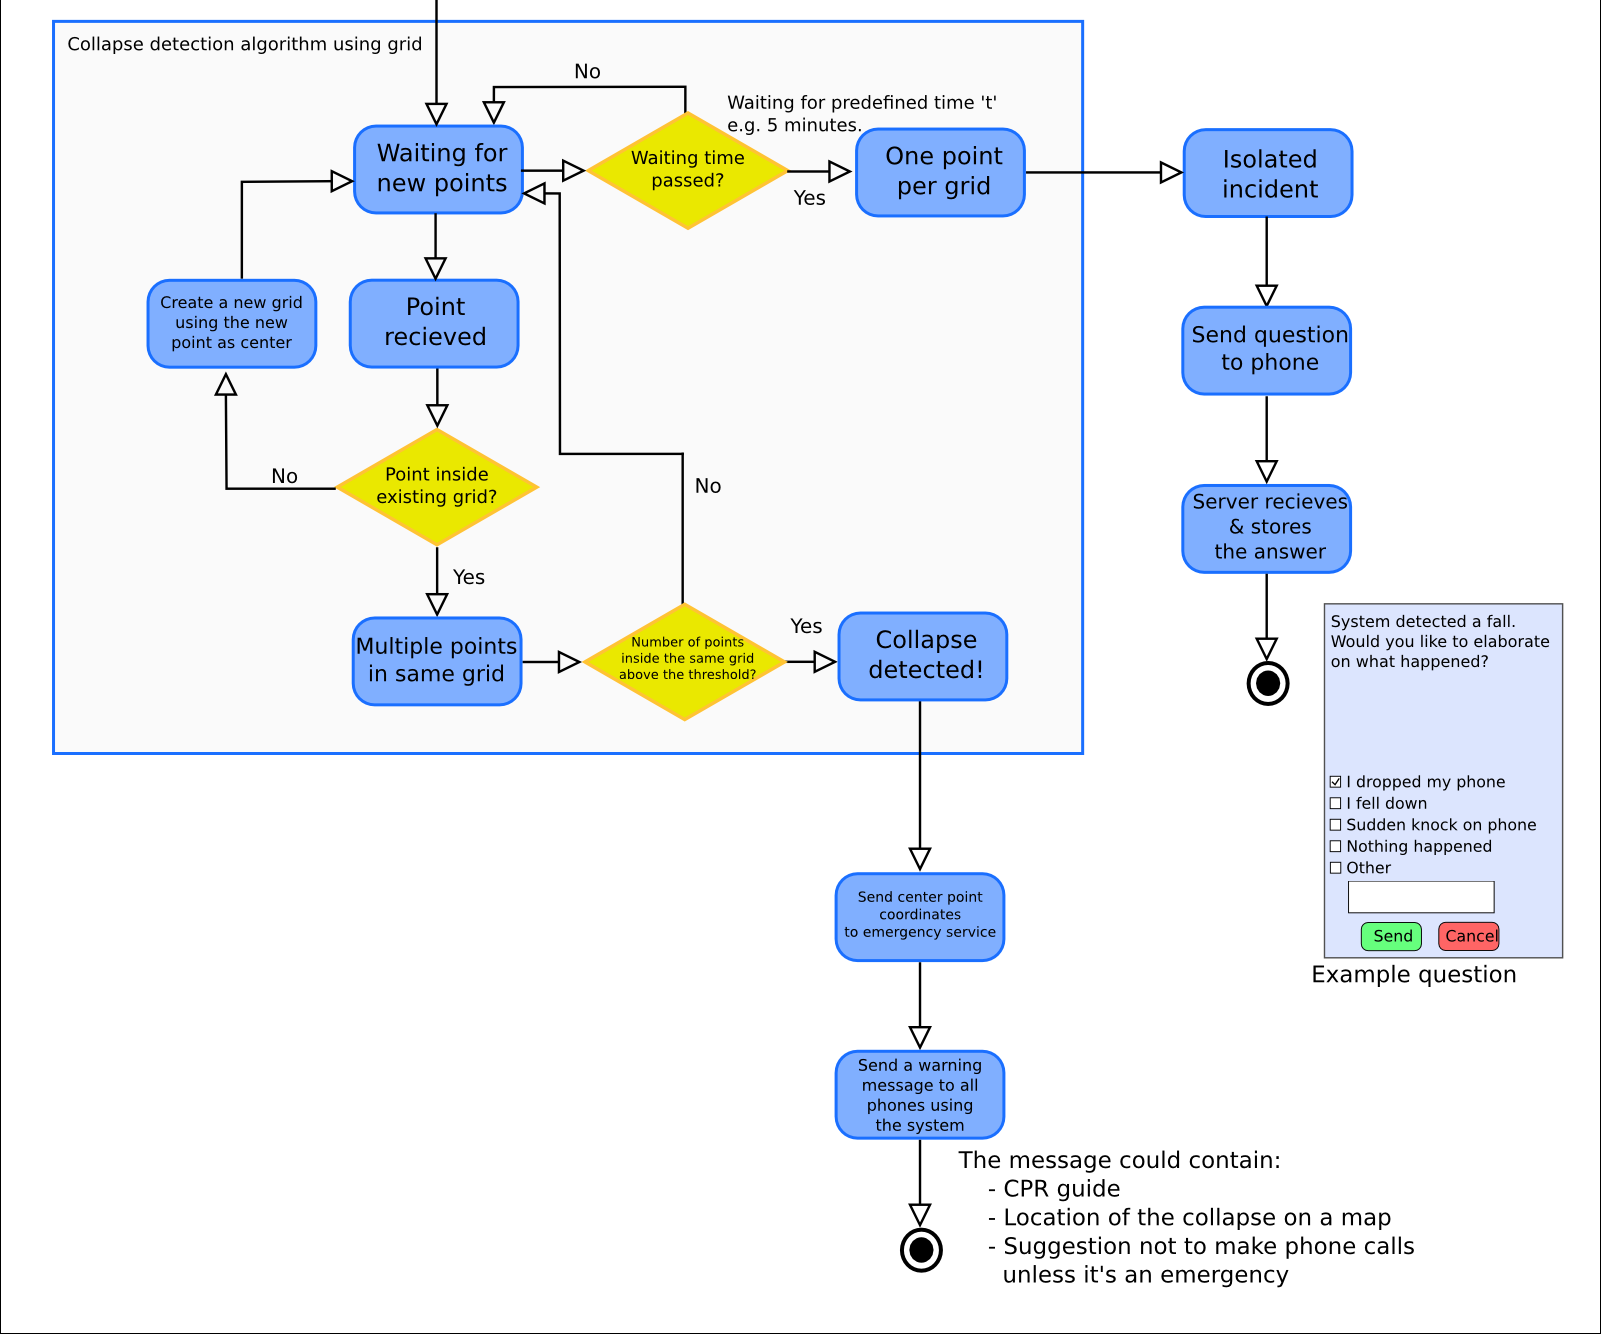 Collapse detection algorithm using grid
No
Waiting for predefined time 't'
e.g. 5 minutes.
Waiting for
new points
Waiting time
passed?
Yes
One point
per grid
Isolated
incident
Create a new grid
using the new
point as center
Point
recieved
Send question
to phone
No
Point inside
existing grid?
No
Server recieves
& stores
the answer
Yes
Multiple points
in same grid
Number of points
inside the same grid
above the threshold?
Yes
Collapse
detected!
System detected a fall.
Would you like to elaborate
on what happened?
I dropped my phone
I fell down
Sudden knock on phone
Nothing happened
Other
Send
Cancel
Example question
Send center point
coordinates
to emergency service
Send a warning
message to all
phones using
the system
The message could contain:
- CPR guide
- Location of the collapse on a map
- Suggestion not to make phone calls
unless it's an emergency